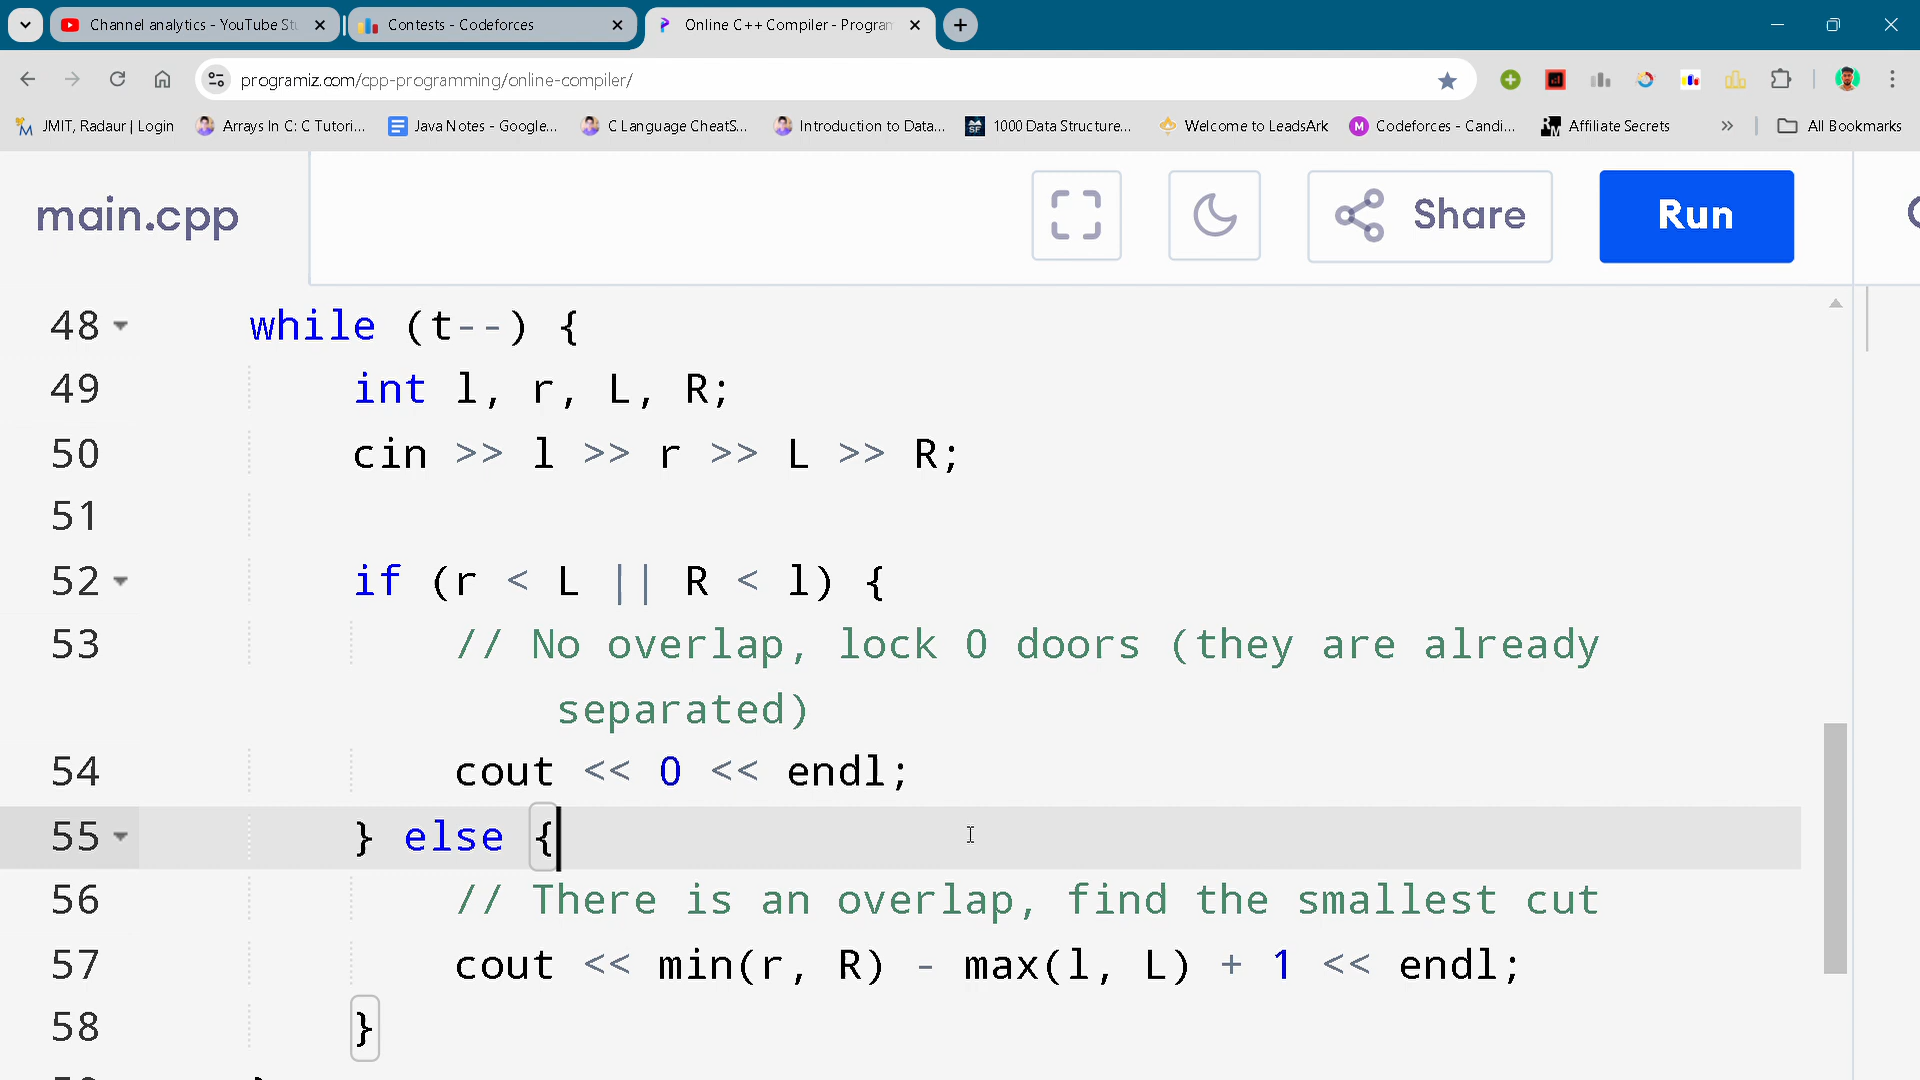 Channel analytics - YouTube Stu
Contests - Codeforces
Online C++ Compiler - Program
programiz.com/cpp-programming/online-compiler/
JMIT, Radaur | Login
Arrays In C: C Tutori...
Java Notes - Google...
C Language CheatS...
Introduction to Data...
1000 Data Structure...
Welcome to LeadsArk
Codeforces - Candi...
Affiliate Secrets
All Bookmarks
main.cpp
Share
Run
48 while (t--) {
49 int l, r, L, R;
50 cin >> l >> r >> L >> R;
51
52 if (r < L || R < l) {
53 // No overlap, lock 0 doors (they are already
separated)
54 cout << 0 << endl;
55 } else {
56 // There is an overlap, find the smallest cut
57 cout << min(r, R) - max(l, L) + 1 << endl;
58 }